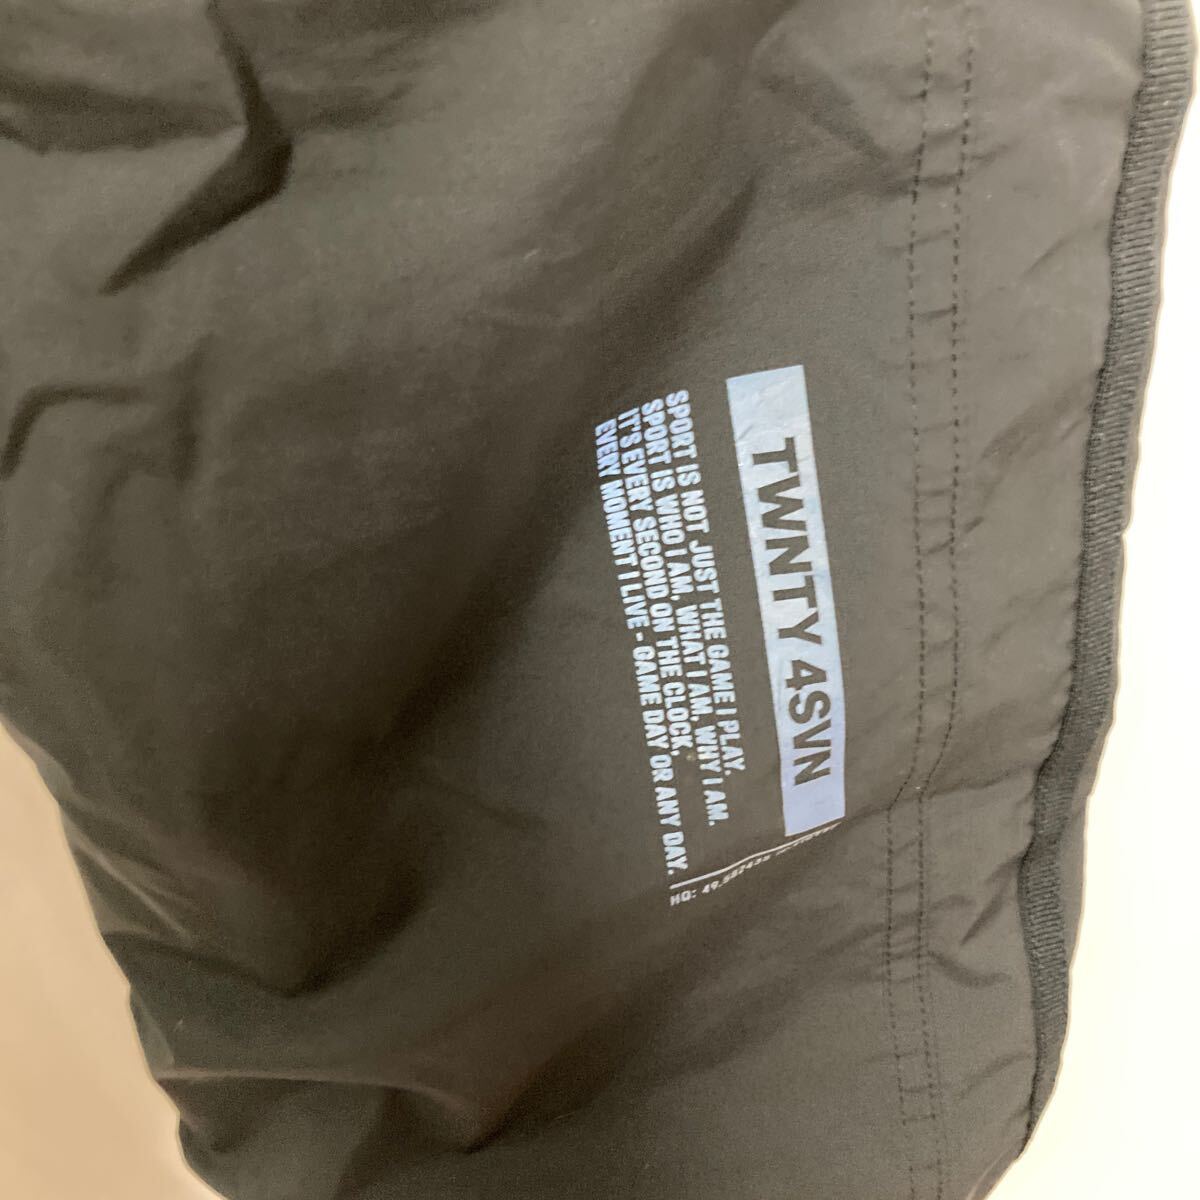 TWNTY 4SVN
SPORT IS NOT JUST THE GAME I PLAY.
SPORT IS WHO I AM, WHAT I AM, WHY I AM.
IT'S EVERY SECOND ON THE CLOCK,
EVERY MOMENT I LIVE - GAME DAY OR ANY DAY.
HQ: